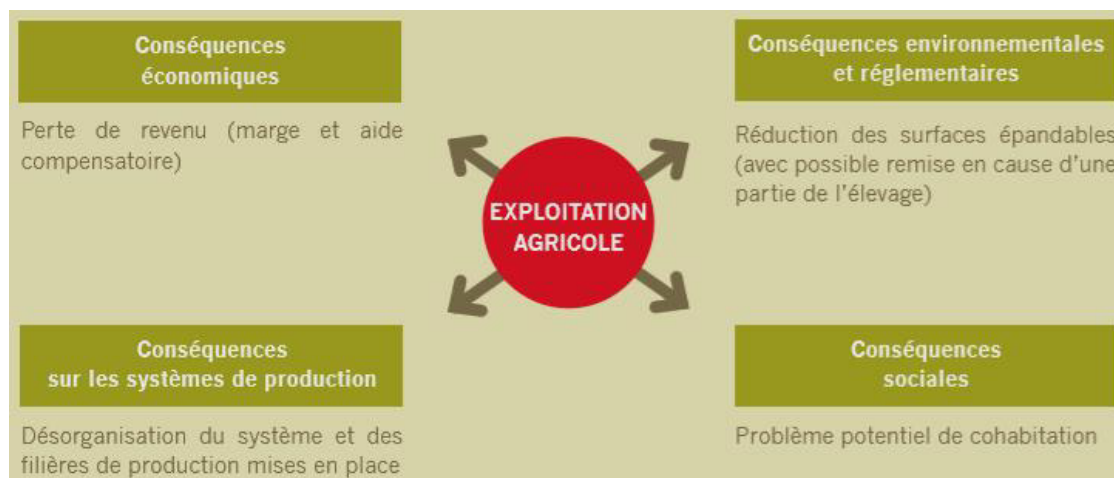 Conséquences
économiques
Perte de revenu (marge et aide
compensatoire)
Conséquences environnementales
et réglementaires
Réduction des surfaces épandables
(avec possible remise en cause d'une
partie de l'élevage)
EXPLOITATION
AGRICOLE
Conséquences
sur les systèmes de production
Désorganisation du système et des
filières de production mises en place
Conséquences
sociales
Problème potentiel de cohabitation